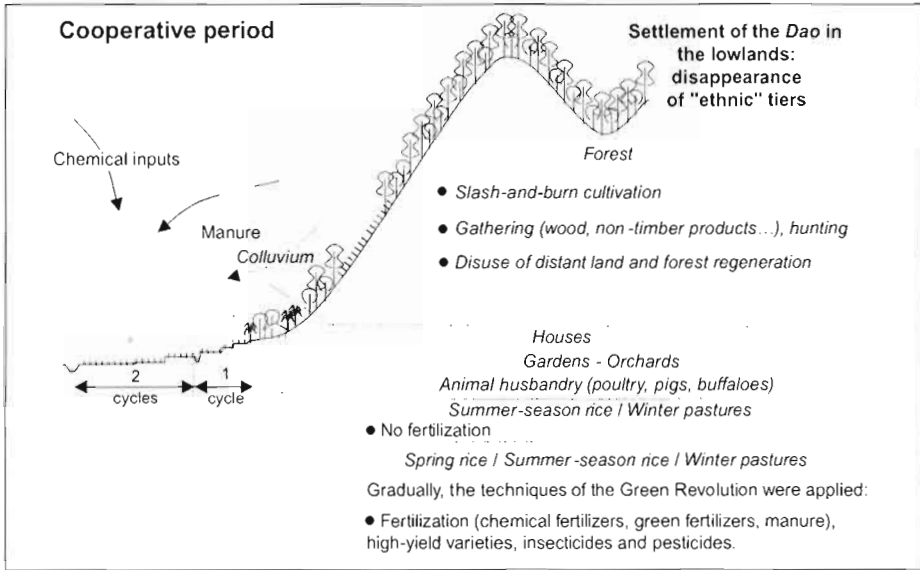 Cooperative period
Settlement of the Dao in
the lowlands:
disappearance
of "ethnic" tiers
Chemical inputs
Manure
Colluvium
2
cycles
1
cycle
Forest
● Slash-and-burn cultivation
● Gathering (wood, non-timber products...), hunting
● Disuse of distant land and forest regeneration
Houses
Gardens - Orchards
Animal husbandry (poultry, pigs, buffaloes)
Summer-season rice / Winter pastures
● No fertilization
Spring rice / Summer-season rice / Winter pastures
Gradually, the techniques of the Green Revolution were applied:
● Fertilization (chemical fertilizers, green fertilizers, manure),
high-yield varieties, insecticides and pesticides.